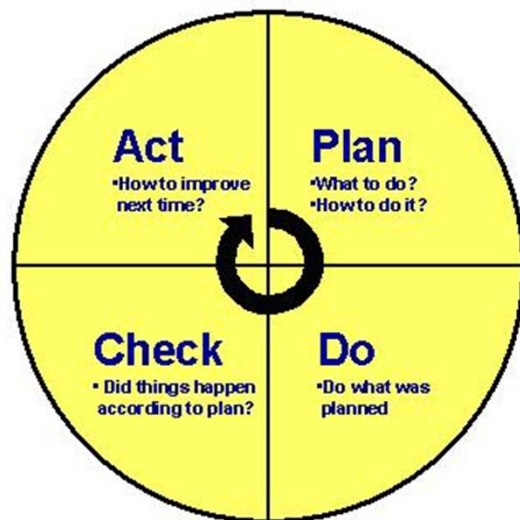 Act
▪How to improve
next time?
Plan
▪What to do?
▪How to do it?
Check
▪ Did things happen
according to plan?
Do
▪Do what was
planned